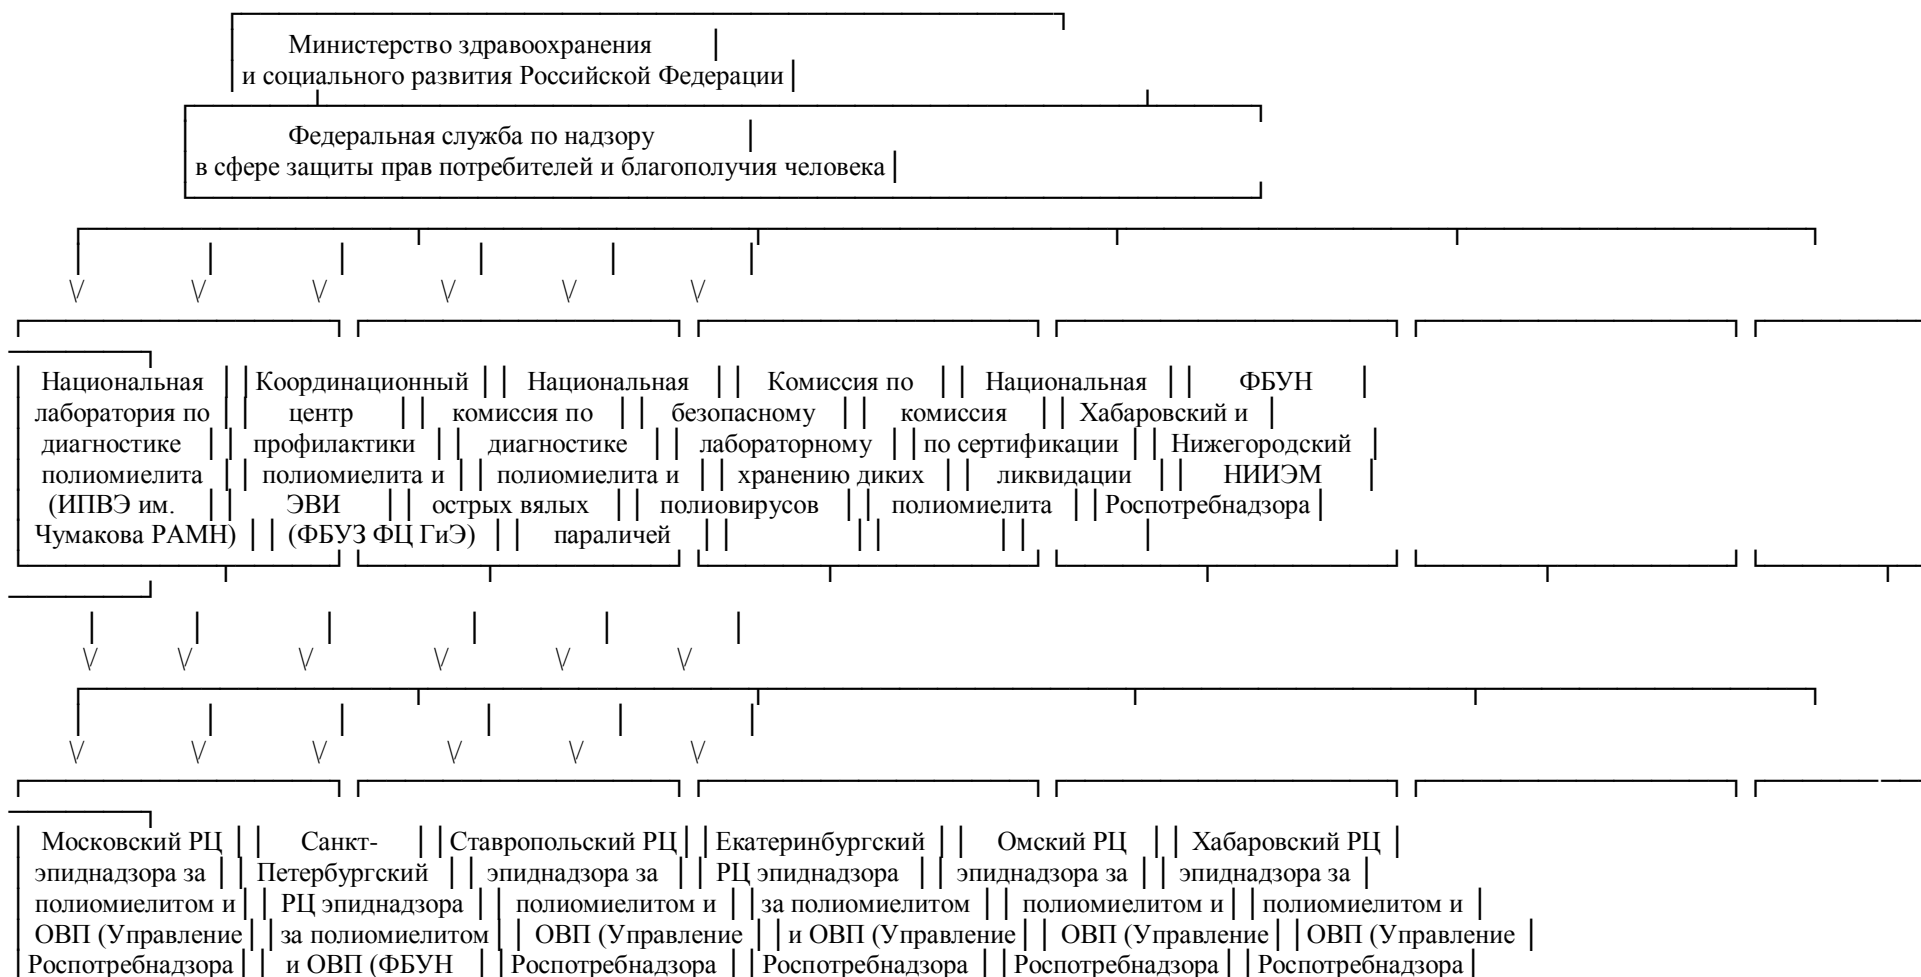 Министерство здравоохранения
и социального развития Российской Федерации
Федеральная служба по надзору
в сфере защиты прав потребителей и благополучия человека
\/ \/ \/ \/ \/ \/
Национальная Координационный Национальная Комиссия по Национальная ФБУН
лаборатория по центр комиссия по безопасному комиссия Хабаровский и
диагностике профилактики диагностике лабораторному по сертификации Нижегородский
полиомиелита полиомиелита и полиомиелита и хранению диких ликвидации НИИЭМ
(ИПВЭ им. ЭВИ острых вялых полиовирусов полиомиелита Роспотребнадзора
Чумакова РАМН) (ФБУЗ ФЦ ГиЭ) параличей
\/ \/ \/ \/ \/ \/
\/ \/ \/ \/ \/ \/
Московский РЦ Санкт- Ставропольский РЦ Екатеринбургский Омский РЦ Хабаровский РЦ
эпиднадзора за Петербургский эпиднадзора за РЦ эпиднадзора эпиднадзора за эпиднадзора за
полиомиелитом и РЦ эпиднадзора полиомиелитом и за полиомиелитом полиомиелитом и полиомиелитом и
ОВП (Управление за полиомиелитом ОВП (Управление и ОВП (Управление ОВП (Управление ОВП (Управление
Роспотребнадзора и ОВП (ФБУН Роспотребнадзора Роспотребнадзора Роспотребнадзора Роспотребнадзора